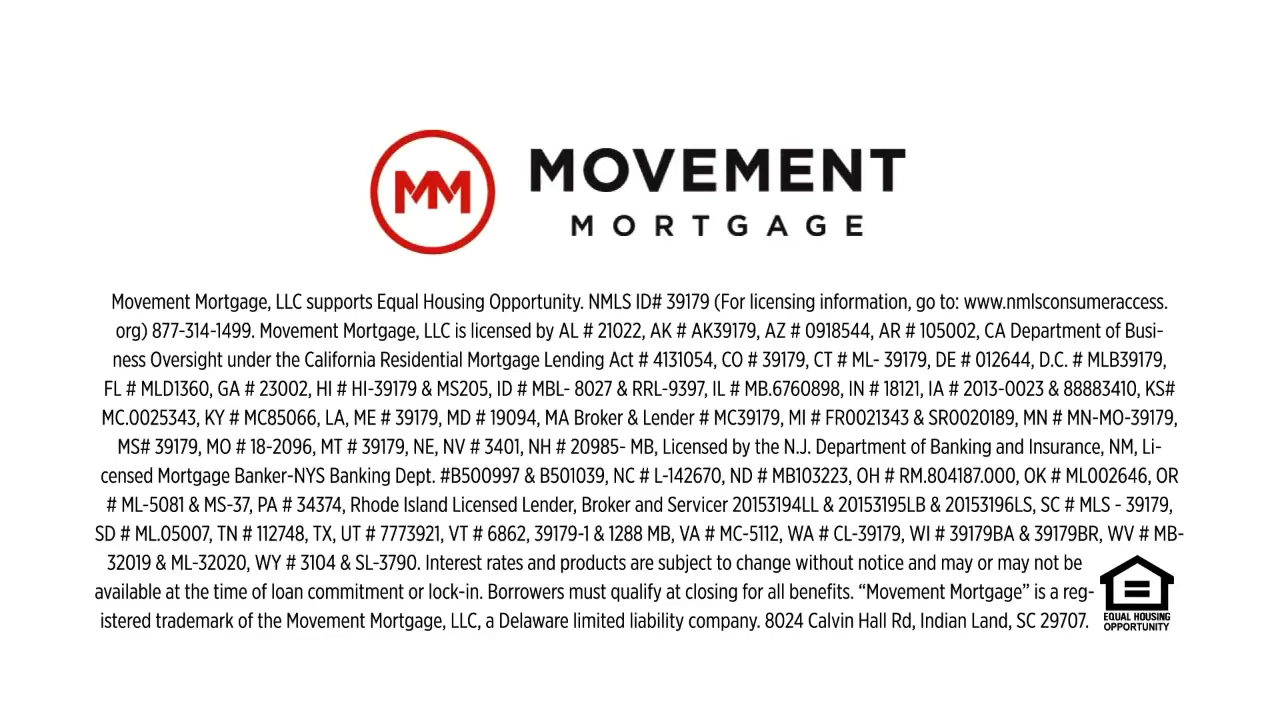 MM
MOVEMENT
MORTGAGE
Movement Mortgage, LLC supports Equal Housing Opportunity. NMLS ID# 39179 (For licensing information, go to: www.nmlsconsumeraccess.
org) 877-314-1499. Movement Mortgage, LLC is licensed by AL # 21022, AK # AK39179, AZ # 0918544, AR # 105002, CA Department of Busi-
ness Oversight under the California Residential Mortgage Lending Act # 4131054, CO # 39179, CT # ML- 39179, DE # 012644, D.C. # MLB39179,
FL # MLD1360, GA # 23002, HI # HI-39179 & MS205, ID # MBL- 8027 & RRL-9397, IL # MB.6760898, IN # 18121, IA # 2013-0023 & 88883410, KS#
MC.0025343, KY # MC85066, LA, ME # 39179, MD # 19094, MA Broker & Lender # MC39179, MI # FR0021343 & SR0020189, MN # MN-MO-39179,
MS# 39179, MO # 18-2096, MT # 39179, NE, NV # 3401, NH # 20985- MB, Licensed by the N.J. Department of Banking and Insurance, NM, Li-
censed Mortgage Banker-NYS Banking Dept. #B500997 & B501039, NC # L-142670, ND # MB103223, OH # RM.804187.000, OK # ML002646, OR
# ML-5081 & MS-37, PA # 34374, Rhode Island Licensed Lender, Broker and Servicer 20153194LL & 20153195LB & 20153196LS, SC # MLS - 39179,
SD # ML.05007, TN # 112748, TX, UT # 7773921, VT # 6862, 39179-1 & 1288 MB, VA # MC-5112, WA # CL-39179, WI # 39179BA & 39179BR, WV # MB-
32019 & ML-32020, WY # 3104 & SL-3790. Interest rates and products are subject to change without notice and may or may not be
available at the time of loan commitment or lock-in. Borrowers must qualify at closing for all benefits. “Movement Mortgage” is a reg-
istered trademark of the Movement Mortgage, LLC, a Delaware limited liability company. 8024 Calvin Hall Rd, Indian Land, SC 29707.
EQUAL HOUSING
OPPORTUNITY